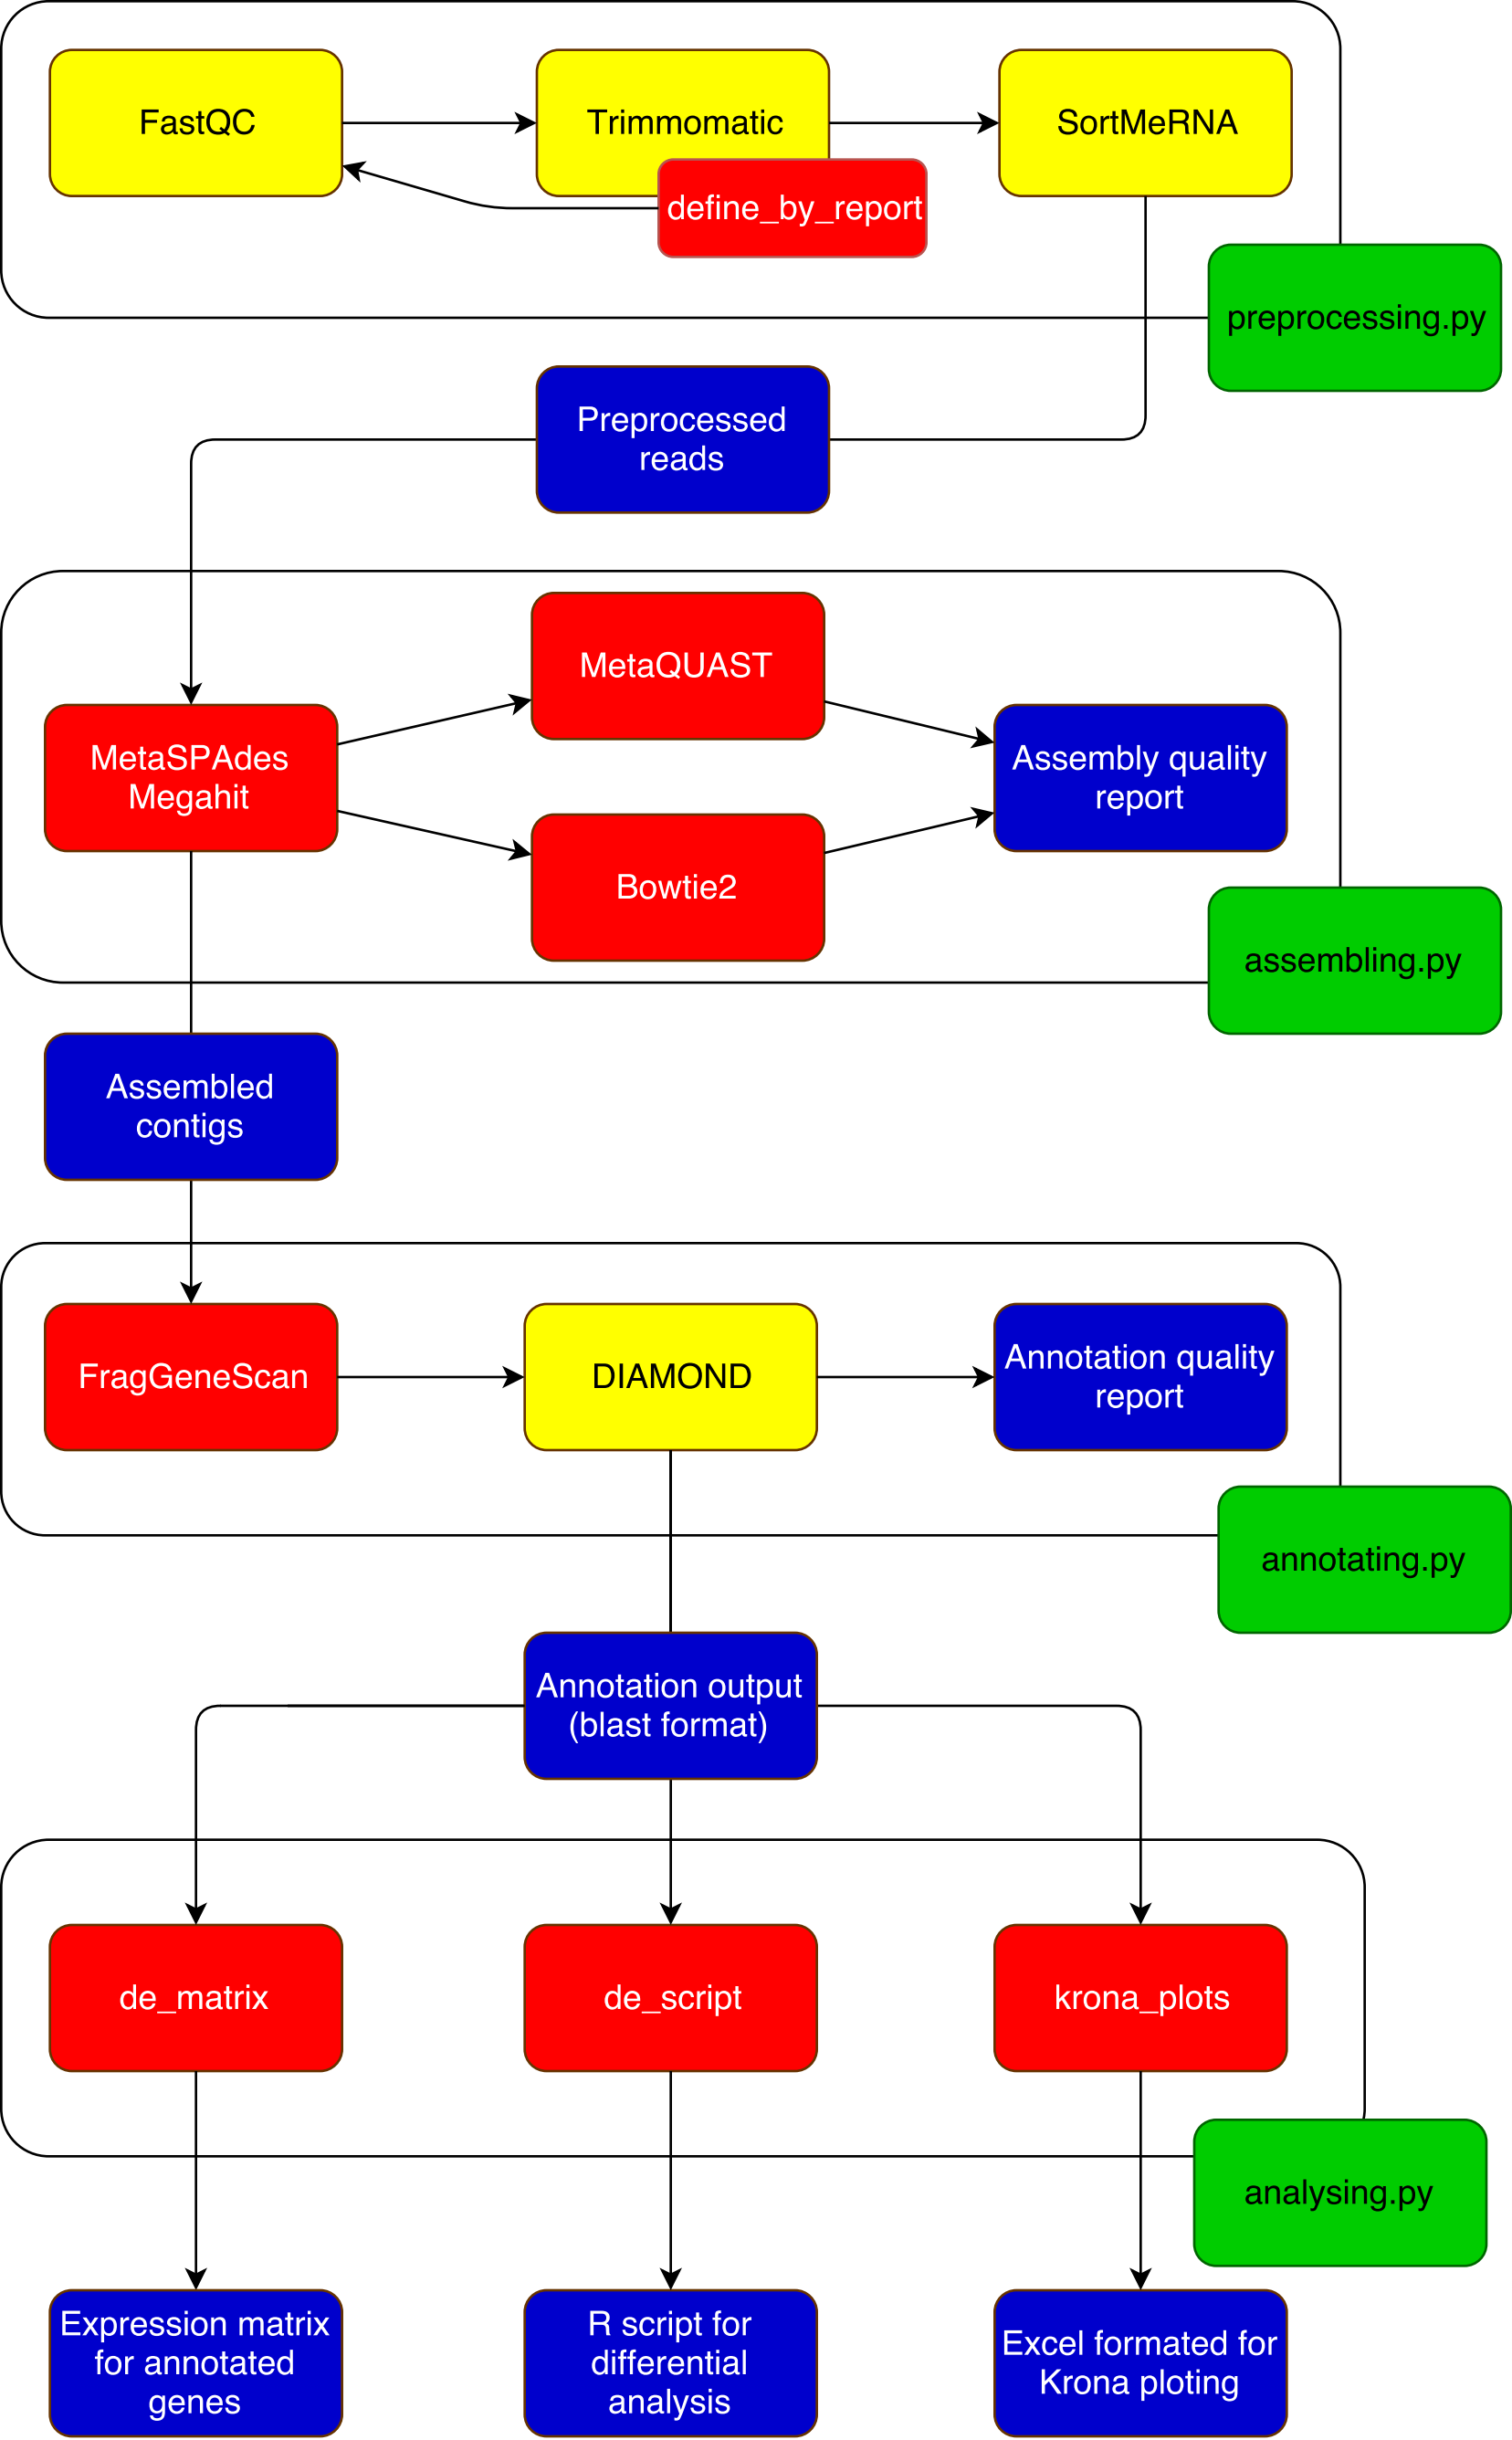 FastQC
Trimmomatic
SortMeRNA
define_by_report
preprocessing.py
Preprocessed
reads
MetaQUAST
MetaSPAdes
Megahit
Assembly quality
report
Bowtie2
assembling.py
Assembled
contigs
FragGeneScan
DIAMOND
Annotation quality
report
annotating.py
Annotation output
(blast format)
de_matrix
de_script
krona_plots
analysing.py
Expression matrix
for annotated
genes
R script for
differential
analysis
Excel formated for
Krona ploting